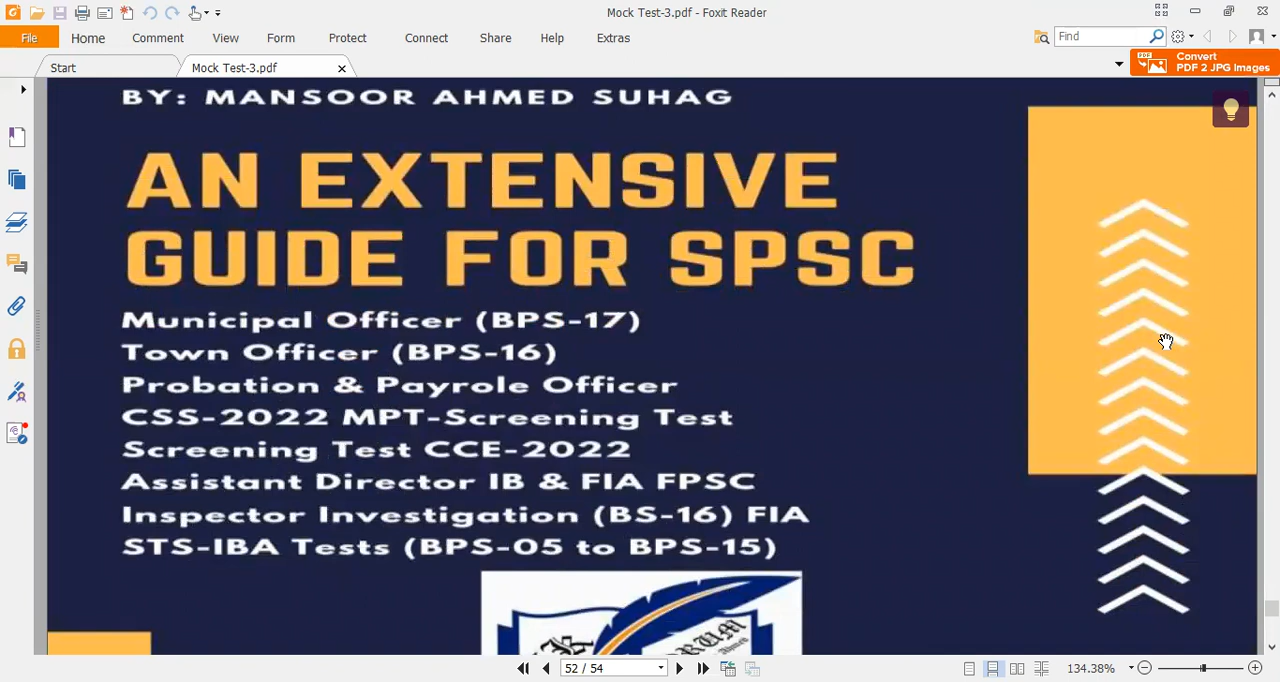 Mock Test-3.pdf - Foxit Reader
File Home Comment View Form Protect Connect Share Help Extras
Find
Start Mock Test-3.pdf
Convert
PDF 2 JPG Images
BY: MANSOOR AHMED SUHAG
AN EXTENSIVE
GUIDE FOR SPSC
Municipal Officer (BPS-17)
Town Officer (BPS-16)
Probation & Payrole Officer
CSS-2022 MPT-Screening Test
Screening Test CCE-2022
Assistant Director IB & FIA FPSC
Inspector Investigation (BS-16) FIA
STS-IBA Tests (BPS-05 to BPS-15)
52 / 54
134.38%